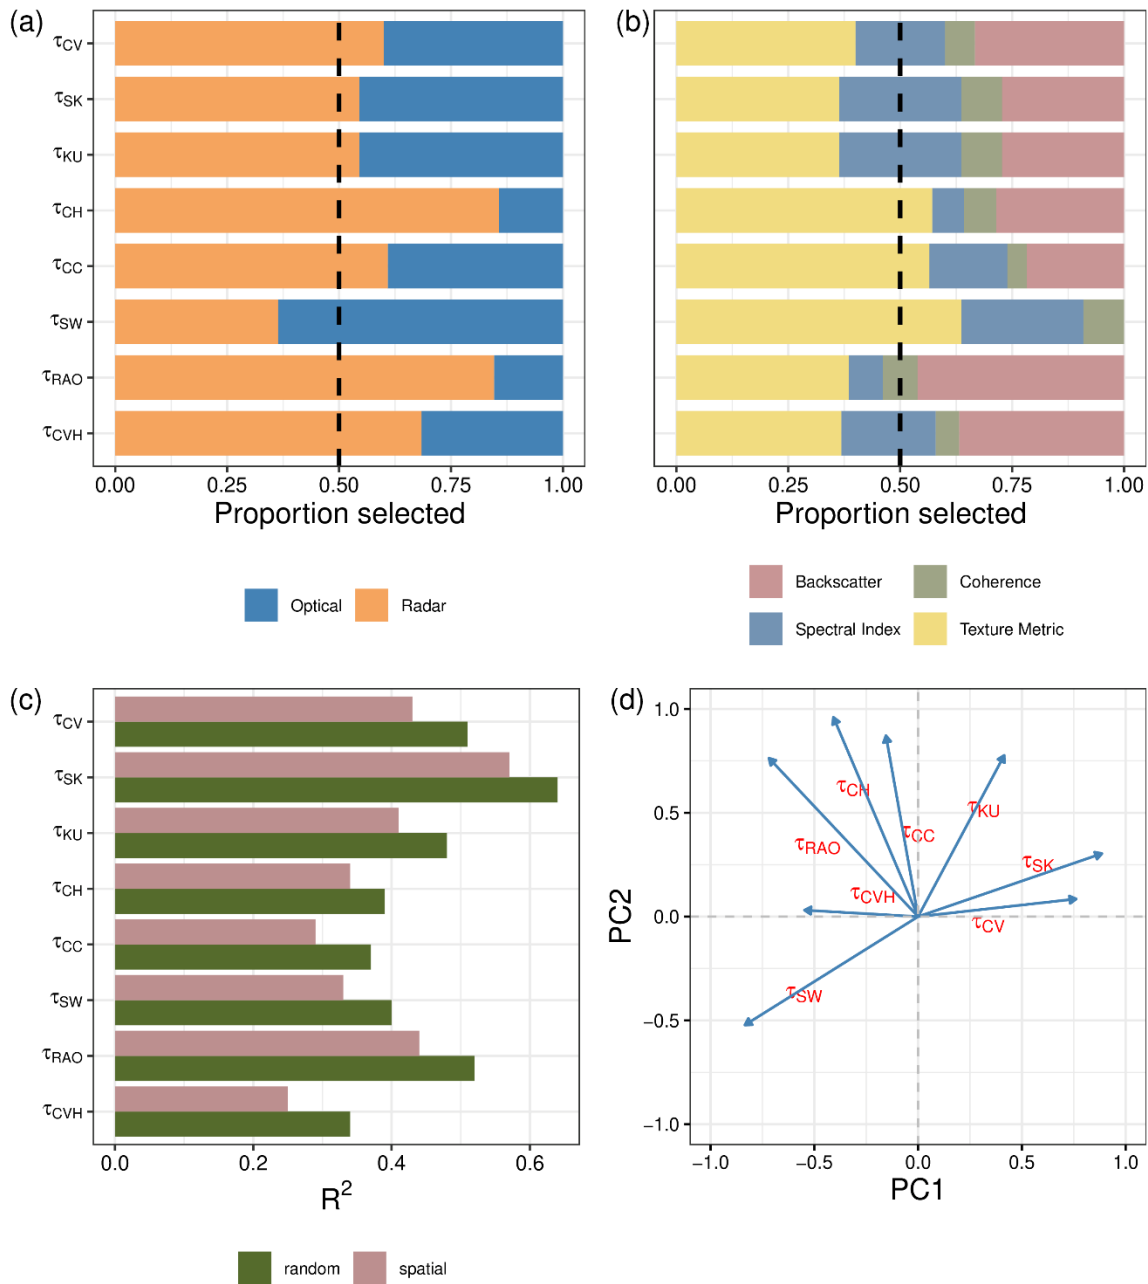 (a)
τCV
τSK
τKU
τCH
τCC
τSW
τRAO
τCVH
0.00 0.25 0.50 0.75 1.00
Proportion selected
Optical Radar
(b)
0.00 0.25 0.50 0.75 1.00
Proportion selected
Backscatter Coherence
Spectral Index Texture Metric
(c)
τCV
τSK
τKU
τCH
τCC
τSW
τRAO
τCVH
0.0 0.2 0.4 0.6
R²
random spatial
(d)
PC2
1.0
0.5
0.0
−0.5
−1.0
τCH
τKU
τCC
τRAO
τSK
τCVH
τCV
τSW
−1.0 −0.5 0.0 0.5 1.0
PC1